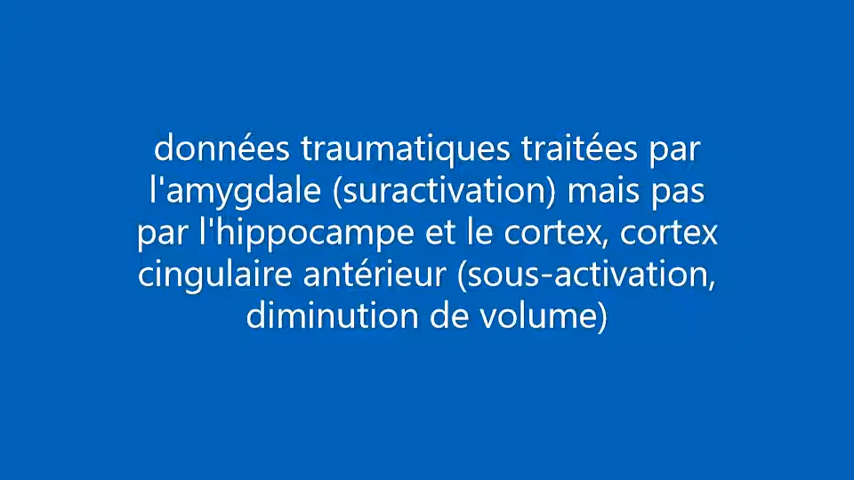 données traumatiques traitées par
l'amygdale (suractivation) mais pas
par l'hippocampe et le cortex, cortex
cingulaire antérieur (sous-activation,
diminution de volume)